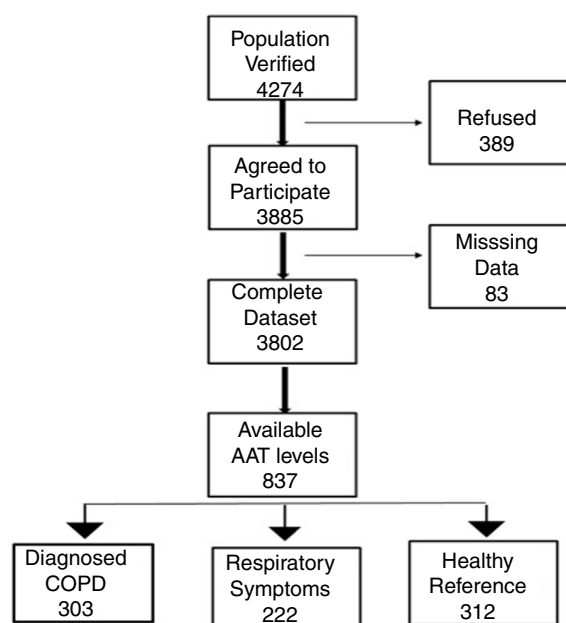 Population
Verified
4274
Refused
389
Agreed to
Participate
3885
Misssing
Data
83
Complete
Dataset
3802
Available
AAT levels
837
Diagnosed
COPD
303
Respiratory
Symptoms
222
Healthy
Reference
312